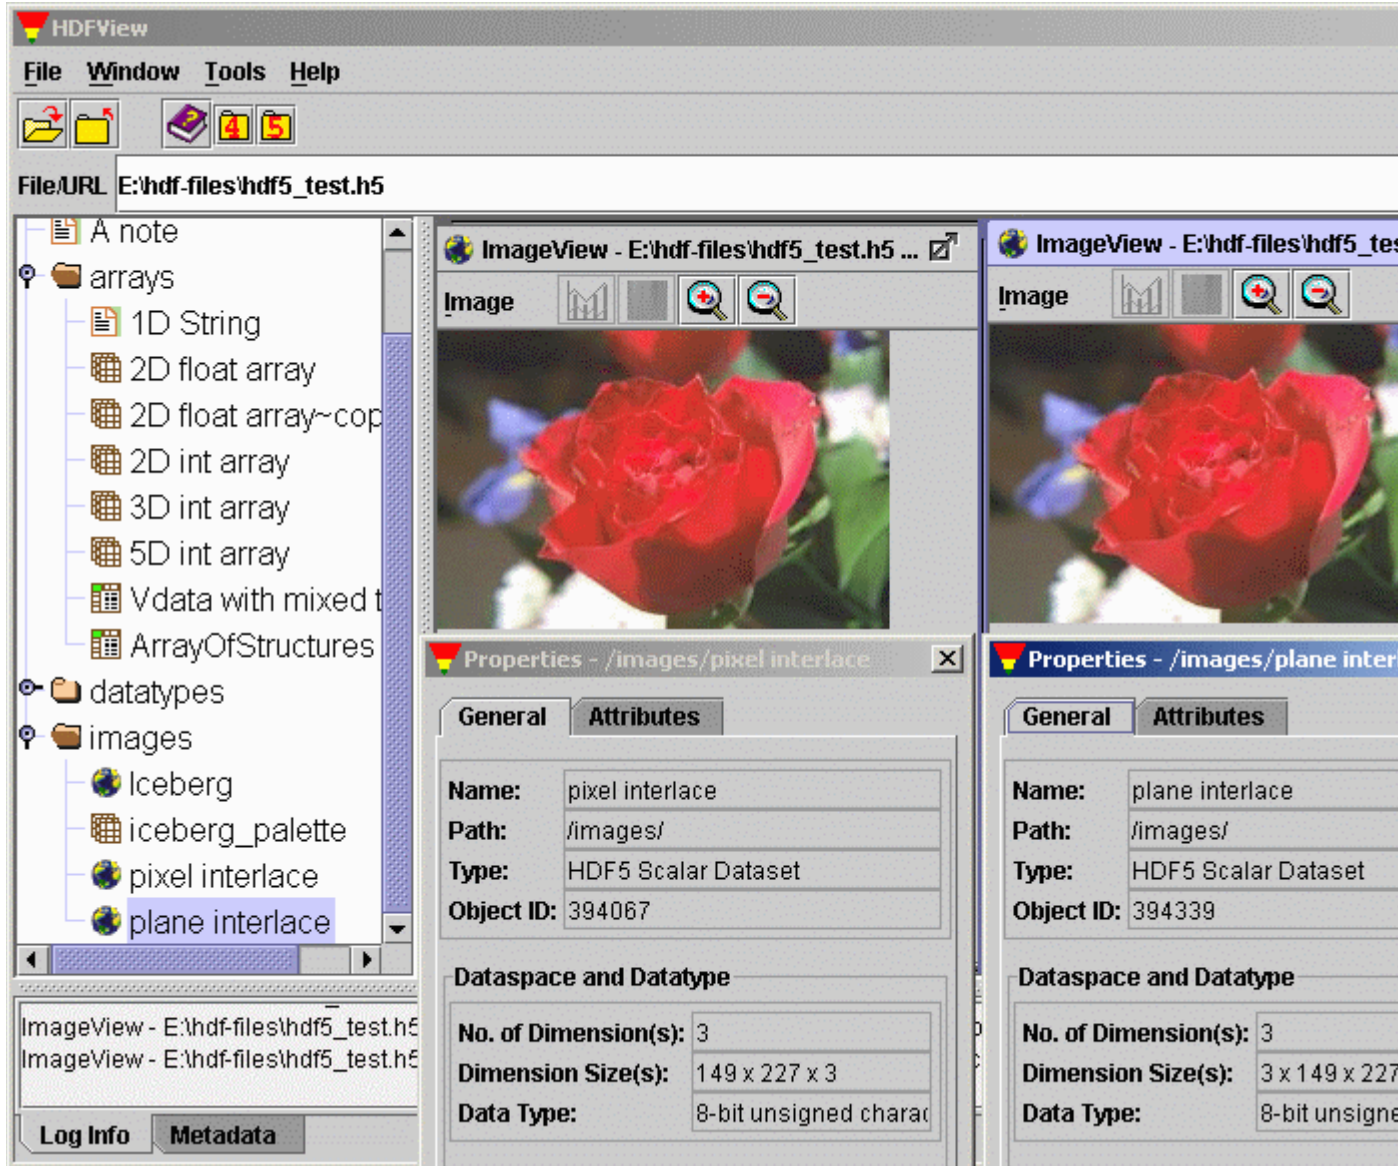 HDFView
File Window Tools Help
4 5
File/URL E:\hdf-files\hdf5_test.h5
A note
arrays
1D String
2D float array
2D float array~cop
2D int array
3D int array
5D int array
Vdata with mixed t
ArrayOfStructures
datatypes
images
Iceberg
iceberg_palette
pixel interlace
plane interlace
ImageView - E:\hdf-files\hdf5_test.h5 ...
Image
ImageView - E:\hdf-files\hdf5_tes
Image
Properties - /images/pixel interlace
General Attributes
Name: pixel interlace
Path: /images/
Type: HDF5 Scalar Dataset
Object ID: 394067
Dataspace and Datatype
No. of Dimension(s): 3
Dimension Size(s): 149 x 227 x 3
Data Type: 8-bit unsigned charac
Properties - /images/plane inter
General Attributes
Name: plane interlace
Path: /images/
Type: HDF5 Scalar Dataset
Object ID: 394339
Dataspace and Datatype
No. of Dimension(s): 3
Dimension Size(s): 3 x 149 x 227
Data Type: 8-bit unsigne
ImageView - E:\hdf-files\hdf5_test.h5
ImageView - E:\hdf-files\hdf5_test.h5
Log Info Metadata